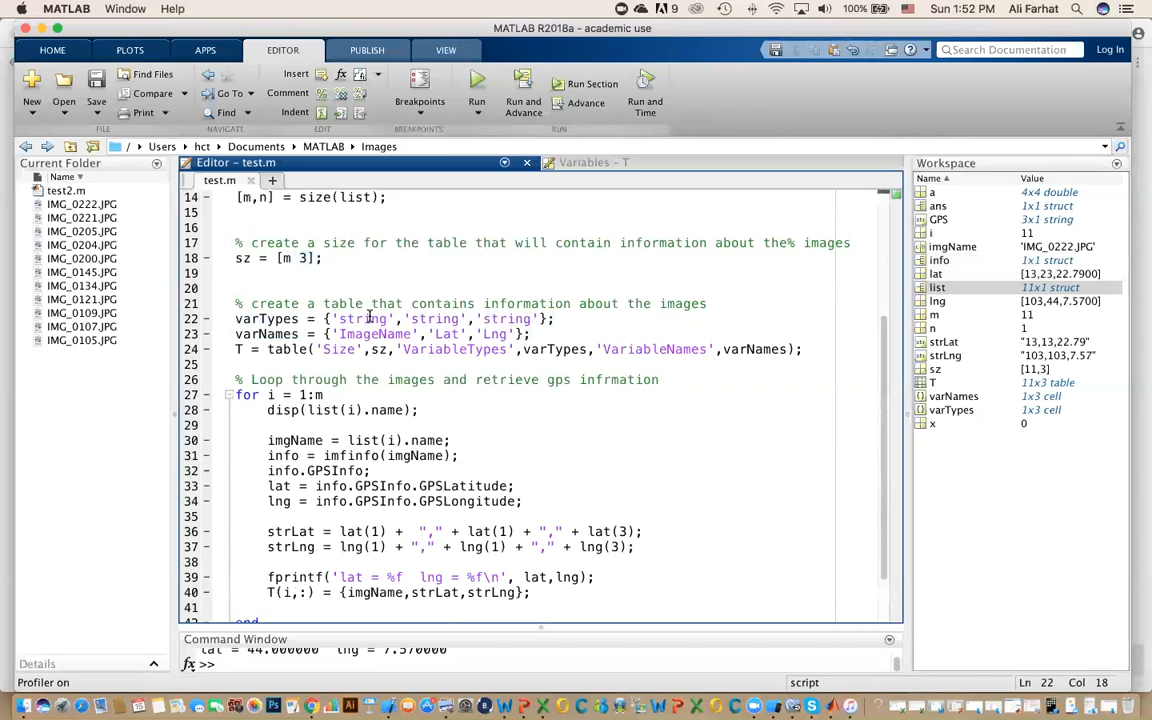 MATLAB Window Help 9 100% Sun 1:52 PM Ali Farhat
MATLAB R2018a - academic use
HOME PLOTS APPS EDITOR PUBLISH VIEW Search Documentation Log In
New Open Save Find Files Compare Print Go To Find Insert fx Comment Indent Breakpoints Run Run and Advance Run Section Advance Run and Time
FILE NAVIGATE EDIT BREAKPOINTS RUN
/ Users hct Documents MATLAB Images
Current Folder
Name
test2.m
IMG_0222.JPG
IMG_0221.JPG
IMG_0205.JPG
IMG_0204.JPG
IMG_0200.JPG
IMG_0145.JPG
IMG_0134.JPG
IMG_0121.JPG
IMG_0109.JPG
IMG_0107.JPG
IMG_0105.JPG
Details
Profiler on
Editor - test.m Variables - T
test.m
14 [m,n] = size(list);
15
16
17 % create a size for the table that will contain information about the% images
18 sz = [m 3];
19
20
21 % create a table that contains information about the images
22 varTypes = {'string','string','string'};
23 varNames = {'ImageName','Lat','Lng'};
24 T = table('Size',sz,'VariableTypes',varTypes,'VariableNames',varNames);
25
26 % Loop through the images and retrieve gps infrmation
27 for i = 1:m
28 disp(list(i).name);
29
30 imgName = list(i).name;
31 info = imfinfo(imgName);
32 info.GPSInfo;
33 lat = info.GPSInfo.GPSLatitude;
34 lng = info.GPSInfo.GPSLongitude;
35
36 strLat = lat(1) + "," + lat(1) + "," + lat(3);
37 strLng = lng(1) + "," + lng(1) + "," + lng(3);
38
39 fprintf('lat = %f lng = %f\n', lat,lng);
40 T(i,:) = {imgName,strLat,strLng};
41
42 end
Command Window
lat = 44.000000 lng = 7.570000
fx >>
Workspace
Name Value
a 4x4 double
ans 1x1 struct
GPS 3x1 string
i 11
imgName 'IMG_0222.JPG'
info 1x1 struct
lat [13,23,22.7900]
list 11x1 struct
lng [103,44,7.5700]
m 11
n 1
strLat "13,13,22.79"
strLng "103,103,7.57"
sz [11,3]
T 11x3 table
varNames 1x3 cell
varTypes 1x3 cell
x 0
script Ln 22 Col 18